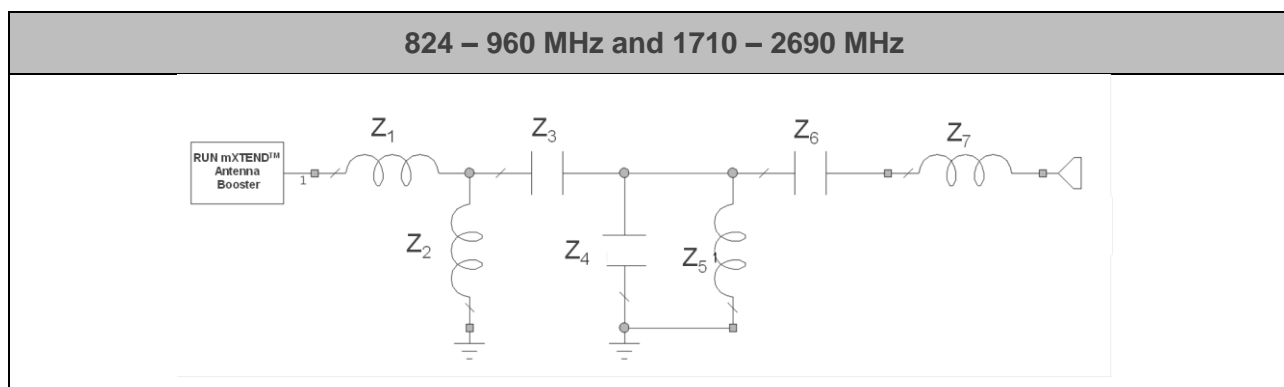 824 – 960 MHz and 1710 – 2690 MHz
RUN mXTEND™
Antenna
Booster
1
Z1
Z2
Z3
Z4
Z5 1
Z6
Z7